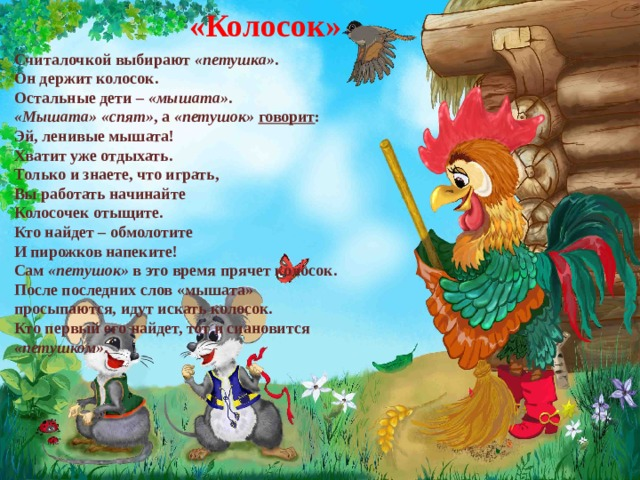 «Колосок»
Считалочкой выбирают «петушка».
Он держит колосок.
Остальные дети – «мышата».
«Мышата» «спят», а «петушок» говорит:
Эй, ленивые мышата!
Хватит уже отдыхать.
Только и знаете, что играть,
Вы работать начинайте
Колосочек отыщите.
Кто найдет – обмолотите
И пирожков напеките!
Сам «петушок» в это время прячет колосок.
После последних слов «мышата»
просыпаются, идут искать колосок.
Кто первый его найдет, тот и становится
«петушком».